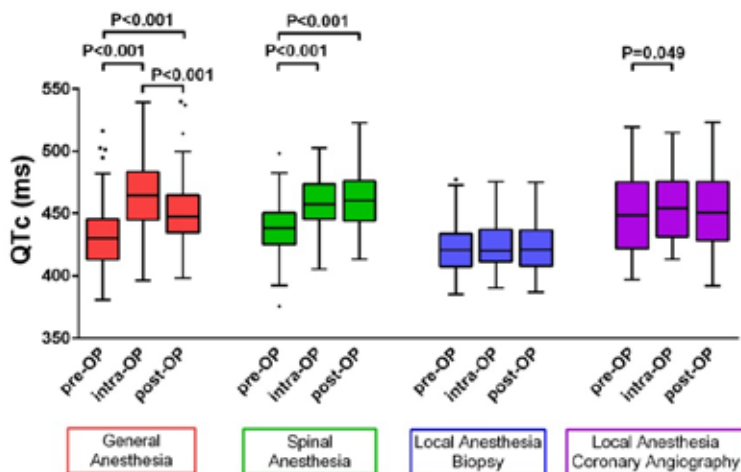 P<0.001
P<0.001
P<0.001
P<0.001
P<0.001
P=0.049
QTc (ms)
550
500
450
400
350
pre-OP
intra-OP
post-OP
pre-OP
intra-OP
post-OP
pre-OP
intra-OP
post-OP
pre-OP
intra-OP
post-OP
General
Anesthesia
Spinal
Anesthesia
Local Anesthesia
Biopsy
Local Anesthesia
Coronary Angiography